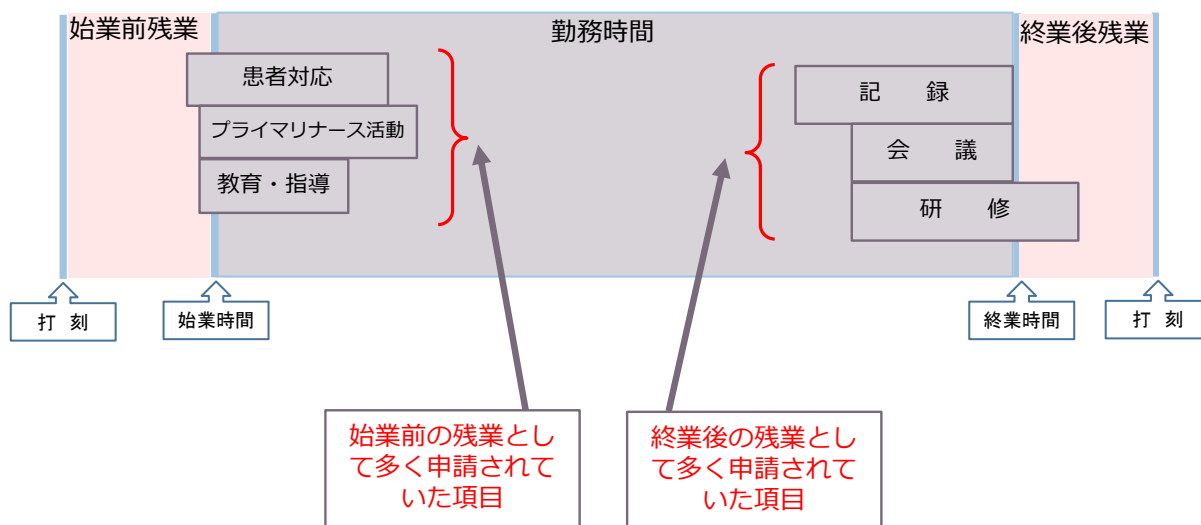 始業前残業
勤務時間
終業後残業
患者対応
プライマリナース活動
教育・指導
記　録
会　議
研　修
打 刻
始業時間
終業時間
打 刻
始業前の残業とし
て多く申請されて
いた項目
終業後の残業とし
て多く申請されて
いた項目